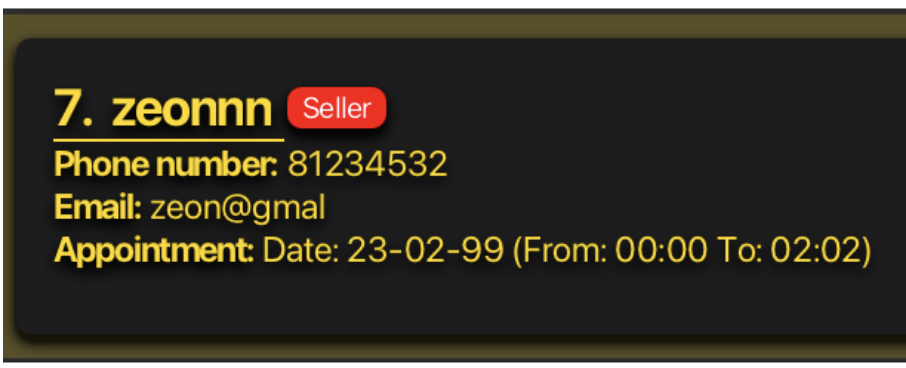 7. zeonnn Seller
Phone number: 81234532
Email: zeon@gmal
Appointment: Date: 23-02-99 (From: 00:00 To: 02:02)